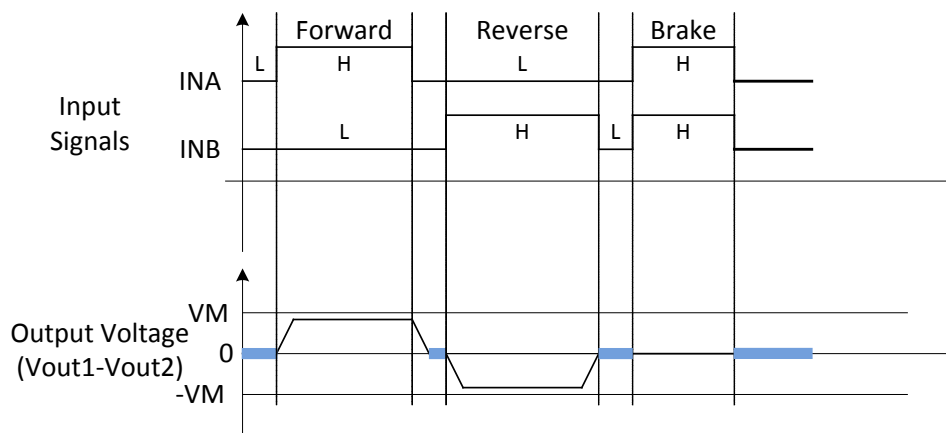 Forward Reverse Brake
L H L H
INA
Input
Signals
L H L H
INB
VM
Output Voltage
(Vout1-Vout2)
0
-VM